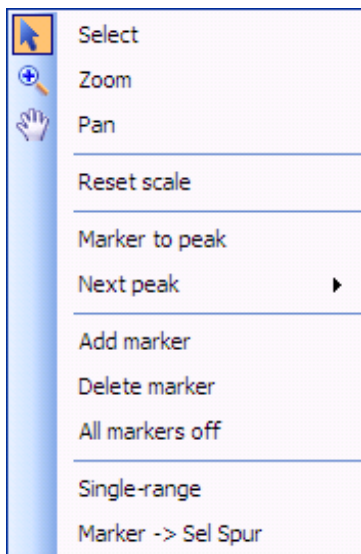 Select
Zoom
Pan
Reset scale
Marker to peak
Next peak
Add marker
Delete marker
All markers off
Single-range
Marker -> Sel Spur